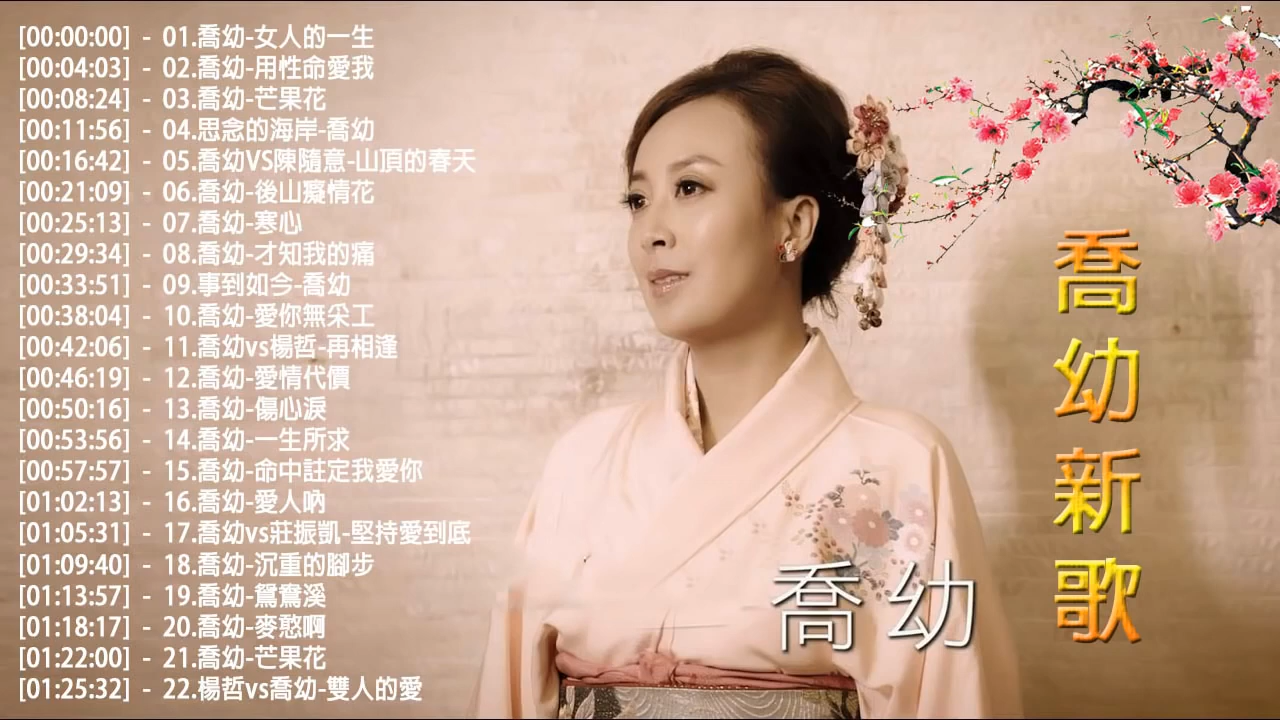 [00:00:00] - 01.喬幼-女人的一生
[00:04:03] - 02.喬幼-用性命愛我
[00:08:24] - 03.喬幼-芒果花
[00:11:56] - 04.思念的海岸-喬幼
[00:16:42] - 05.喬幼VS陳隨意-山頂的春天
[00:21:09] - 06.喬幼-後山癡情花
[00:25:13] - 07.喬幼-寒心
[00:29:34] - 08.喬幼-才知我的痛
[00:33:51] - 09.事到如今-喬幼
[00:38:04] - 10.喬幼-愛你無采工
[00:42:06] - 11.喬幼vs楊哲-再相逢
[00:46:19] - 12.喬幼-愛情代價
[00:50:16] - 13.喬幼-傷心淚
[00:53:56] - 14.喬幼-一生所求
[00:57:57] - 15.喬幼-命中註定我愛你
[01:02:13] - 16.喬幼-愛人吶
[01:05:31] - 17.喬幼vs莊振凱-堅持愛到底
[01:09:40] - 18.喬幼-沉重的腳步
[01:13:57] - 19.喬幼-鴛鴦溪
[01:18:17] - 20.喬幼-麥憨啊
[01:22:00] - 21.喬幼-芒果花
[01:25:32] - 22.楊哲vs喬幼-雙人的愛
喬幼新歌
喬幼